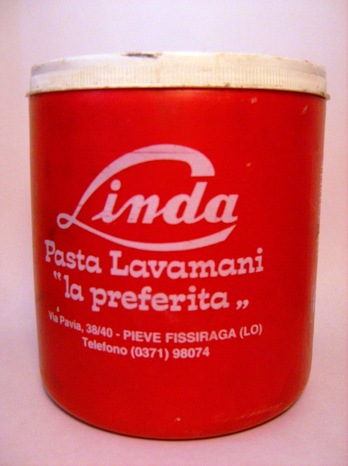 Linda
Pasta Lavamani
"la preferita„
Via Pavia, 38/40 - PIEVE FISSIRAGA (LO)
Telefono (0371) 98074